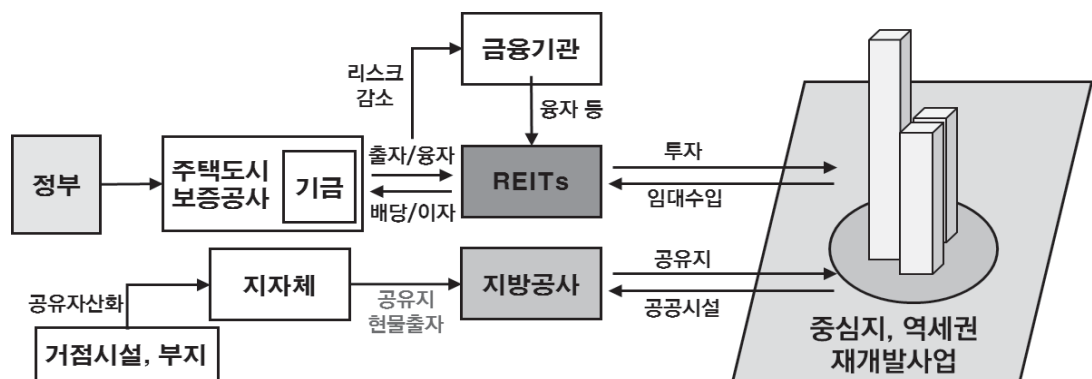 금융기관
리스크
감소
융자 등
정부
주택도시
보증공사
기금
출자/융자
배당/이자
REITs
투자
임대수입
공유자산화
지자체
공유지
현물출자
지방공사
공유지
공공시설
거점시설, 부지
중심지, 역세권
재개발사업